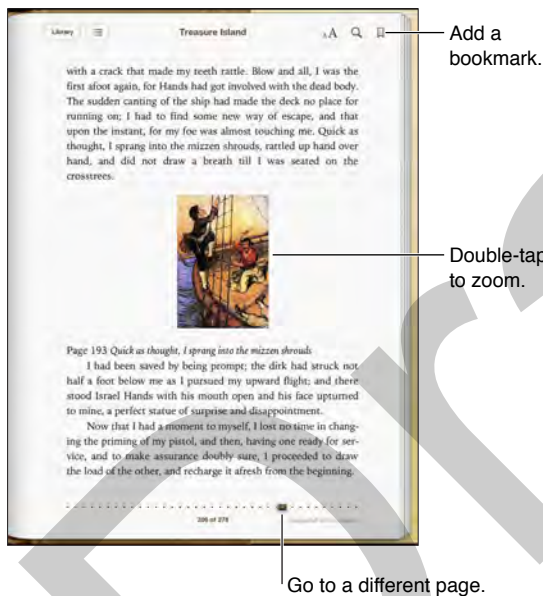 Library
Treasure Island
AA
Add a
bookmark.
with a crack that made my teeth rattle. Blow and all, I was the
first afoot again, for Hands had got involved with the dead body.
The sudden canting of the ship had made the deck no place for
running on; I had to find some new way of escape, and that
upon the instant, for my foe was almost touching me. Quick as
thought, I sprang into the mizzen shrouds, rattled up hand over
hand, and did not draw a breath till I was seated on the
crosstrees.
Double-tap
to zoom.
Page 193 Quick as thought, I sprang into the mizzen shrouds
I had been saved by being prompt; the dirk had struck not
half a foot below me as I pursued my upward flight; and there
stood Israel Hands with his mouth open and his face upturned
to mine, a perfect statue of surprise and disappointment.
Now that I had a moment to myself, I lost no time in chang-
ing the priming of my pistol, and then, having one ready for ser-
vice, and to make assurance doubly sure, I proceeded to draw
the load of the other, and recharge it afresh from the beginning.
Go to a different page.